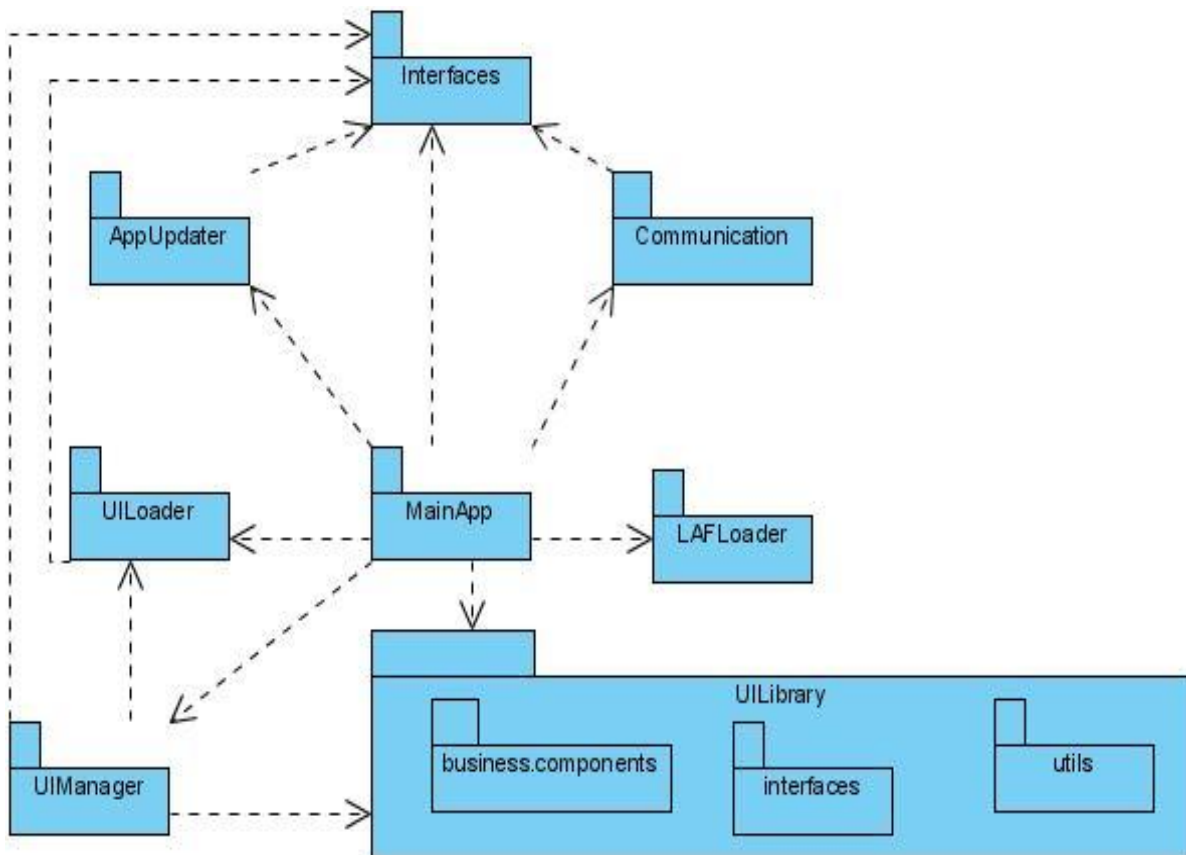 Interfaces
AppUpdater
Communication
UILoader
MainApp
LAFLoader
UILibrary
business.components
interfaces
utils
UIManager